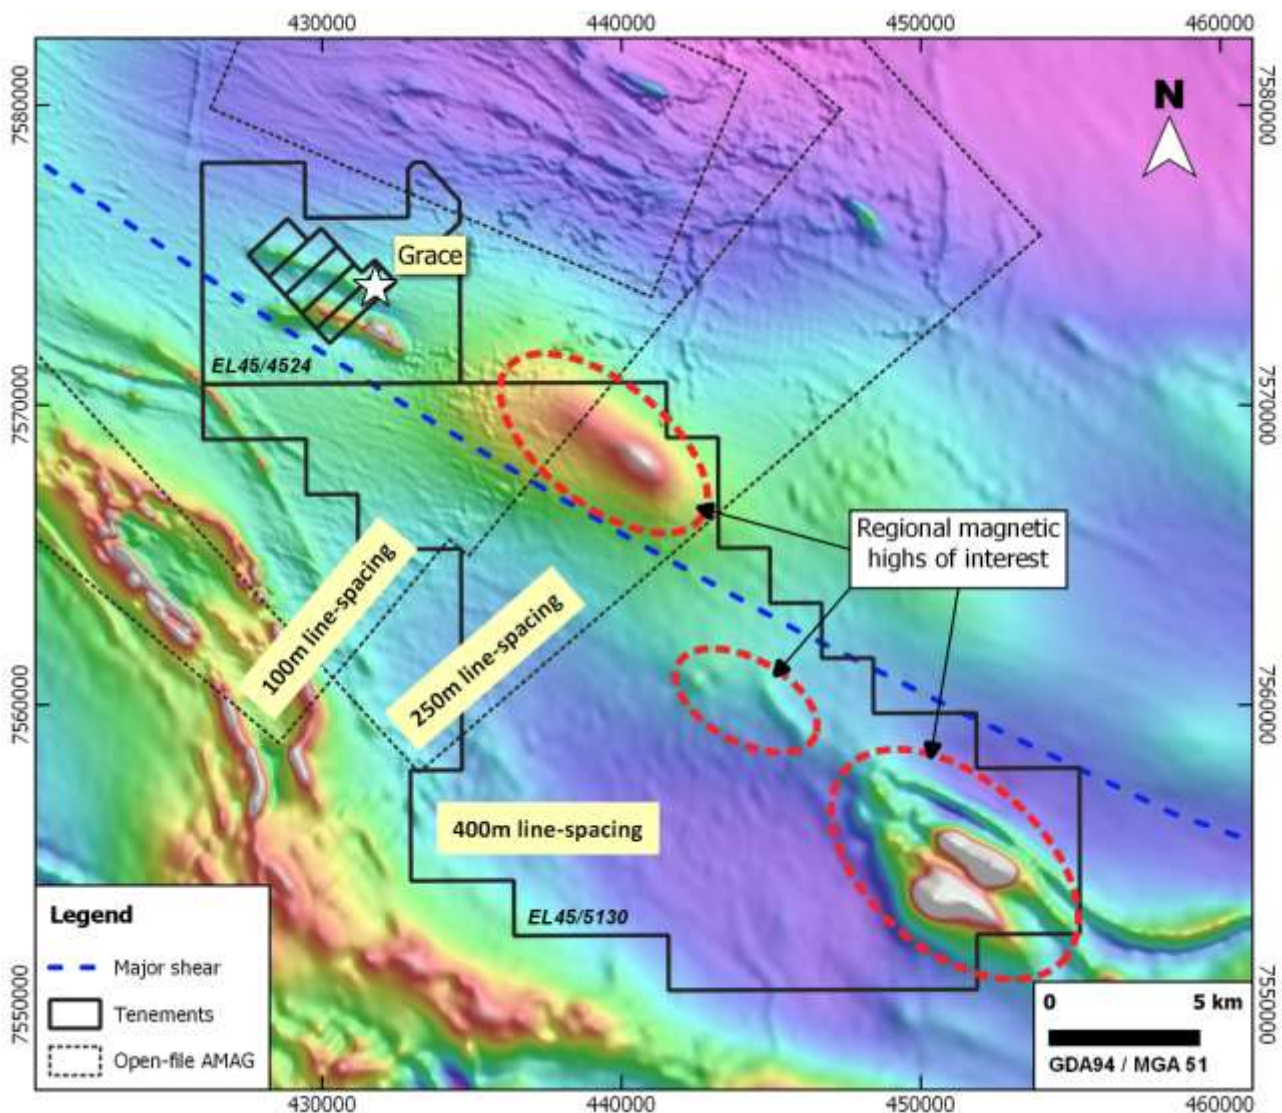 430000
440000
450000
460000
7580000
7580000
N
Grace
EL45/4524
7570000
7570000
Regional magnetic
highs of interest
100m line-spacing
250m line-spacing
7560000
7560000
400m line-spacing
EL45/5130
Legend
Major shear
Tenements
Open-file AMAG
7550000
7550000
0
5 km
GDA94 / MGA 51
430000
440000
450000
460000